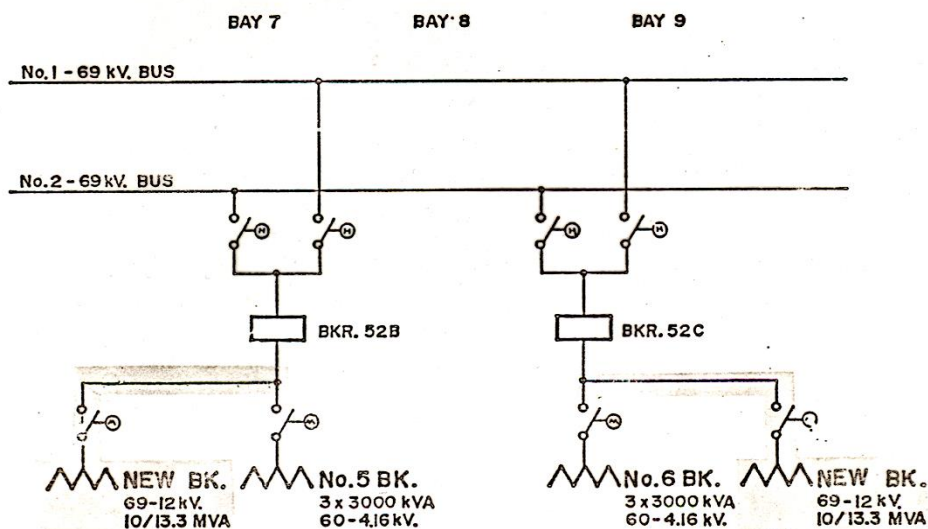 BAY 7 BAY 8 BAY 9
No.1-69 kV. BUS
No.2-69 kV. BUS
H H H H
BKR. 52B BKR. 52C
M M M
NEW BK. No.5 BK. No.6 BK. NEW BK.
69-12 kV. 3 x 3000 kVA 3 x 3000 kVA 69-12 kV.
10/13.3 MVA 60-4.16 kV. 60-4.16 kV. 10/13.3 MVA